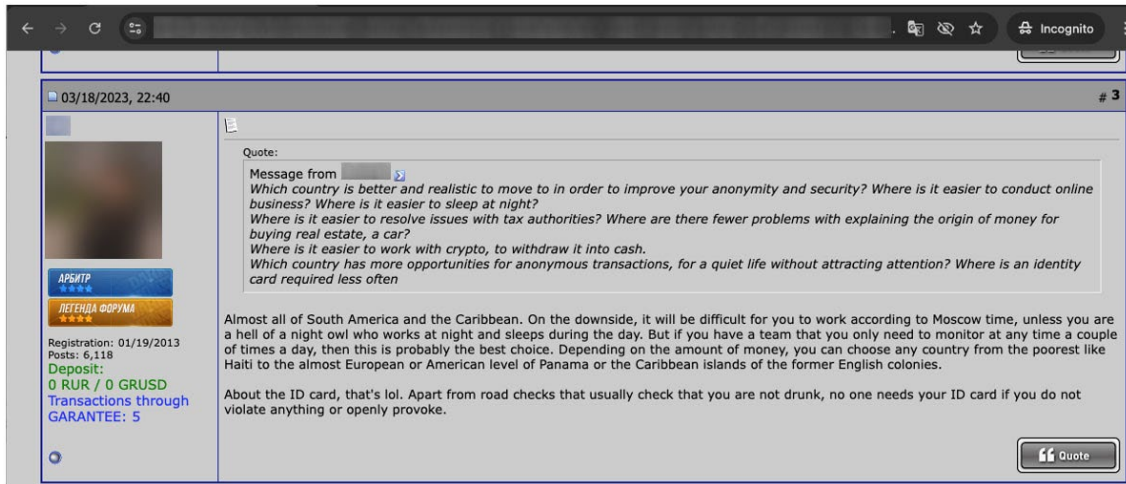 Incognito
03/18/2023, 22:40
# 3
Quote:
Message from
Which country is better and realistic to move to in order to improve your anonymity and security? Where is it easier to conduct online
business? Where is it easier to sleep at night?
Where is it easier to resolve issues with tax authorities? Where are there fewer problems with explaining the origin of money for
buying real estate, a car?
Where is it easier to work with crypto, to withdraw it into cash.
Which country has more opportunities for anonymous transactions, for a quiet life without attracting attention? Where is an identity
card required less often
АРБИТР
ЛЕГЕНДА ФОРУМА
Registration: 01/19/2013
Posts: 6,118
Deposit:
0 RUR / 0 GRUSD
Transactions through
GARANTEE: 5
Almost all of South America and the Caribbean. On the downside, it will be difficult for you to work according to Moscow time, unless you are
a hell of a night owl who works at night and sleeps during the day. But if you have a team that you only need to monitor at any time a couple
of times a day, then this is probably the best choice. Depending on the amount of money, you can choose any country from the poorest like
Haiti to the almost European or American level of Panama or the Caribbean islands of the former English colonies.
About the ID card, that's lol. Apart from road checks that usually check that you are not drunk, no one needs your ID card if you do not
violate anything or openly provoke.
Quote